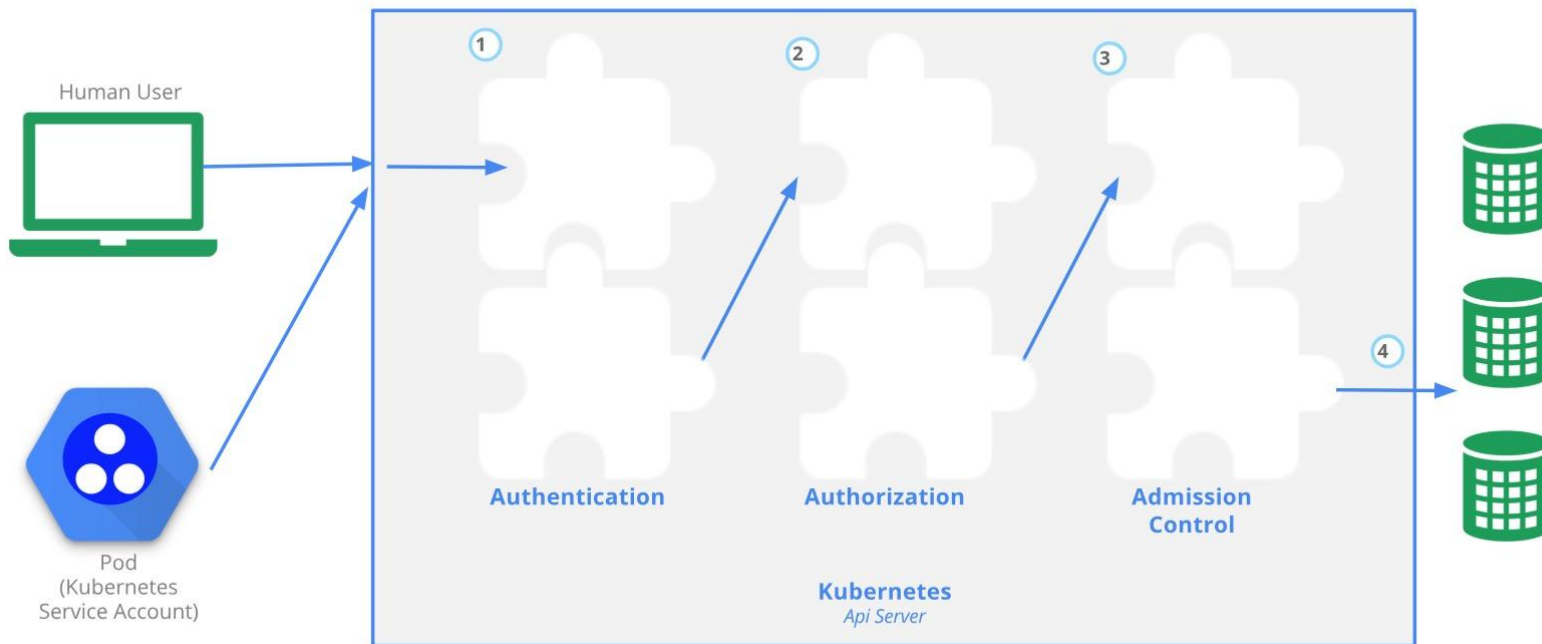 Human User
1
2
3
4
Pod
(Kubernetes
Service Account)
Authentication
Authorization
Admission
Control
Kubernetes
Api Server